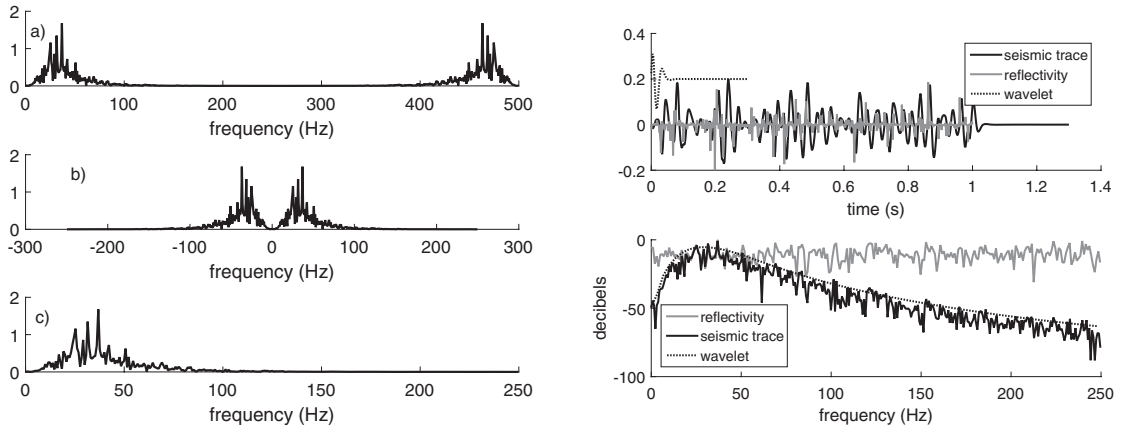 2
a)
1
0
0 100 200 300 400 500
frequency (Hz)
2
b)
1
0
-300 -200 -100 0 100 200 300
frequency (Hz)
2
c)
1
0
0 50 100 150 200 250
frequency (Hz)
0.4
seismic trace
reflectivity
wavelet
0.2
0
-0.2
0 0.2 0.4 0.6 0.8 1 1.2 1.4
time (s)
0
decibels
-50
reflectivity
seismic trace
wavelet
-100
0 50 100 150 200 250
frequency (Hz)